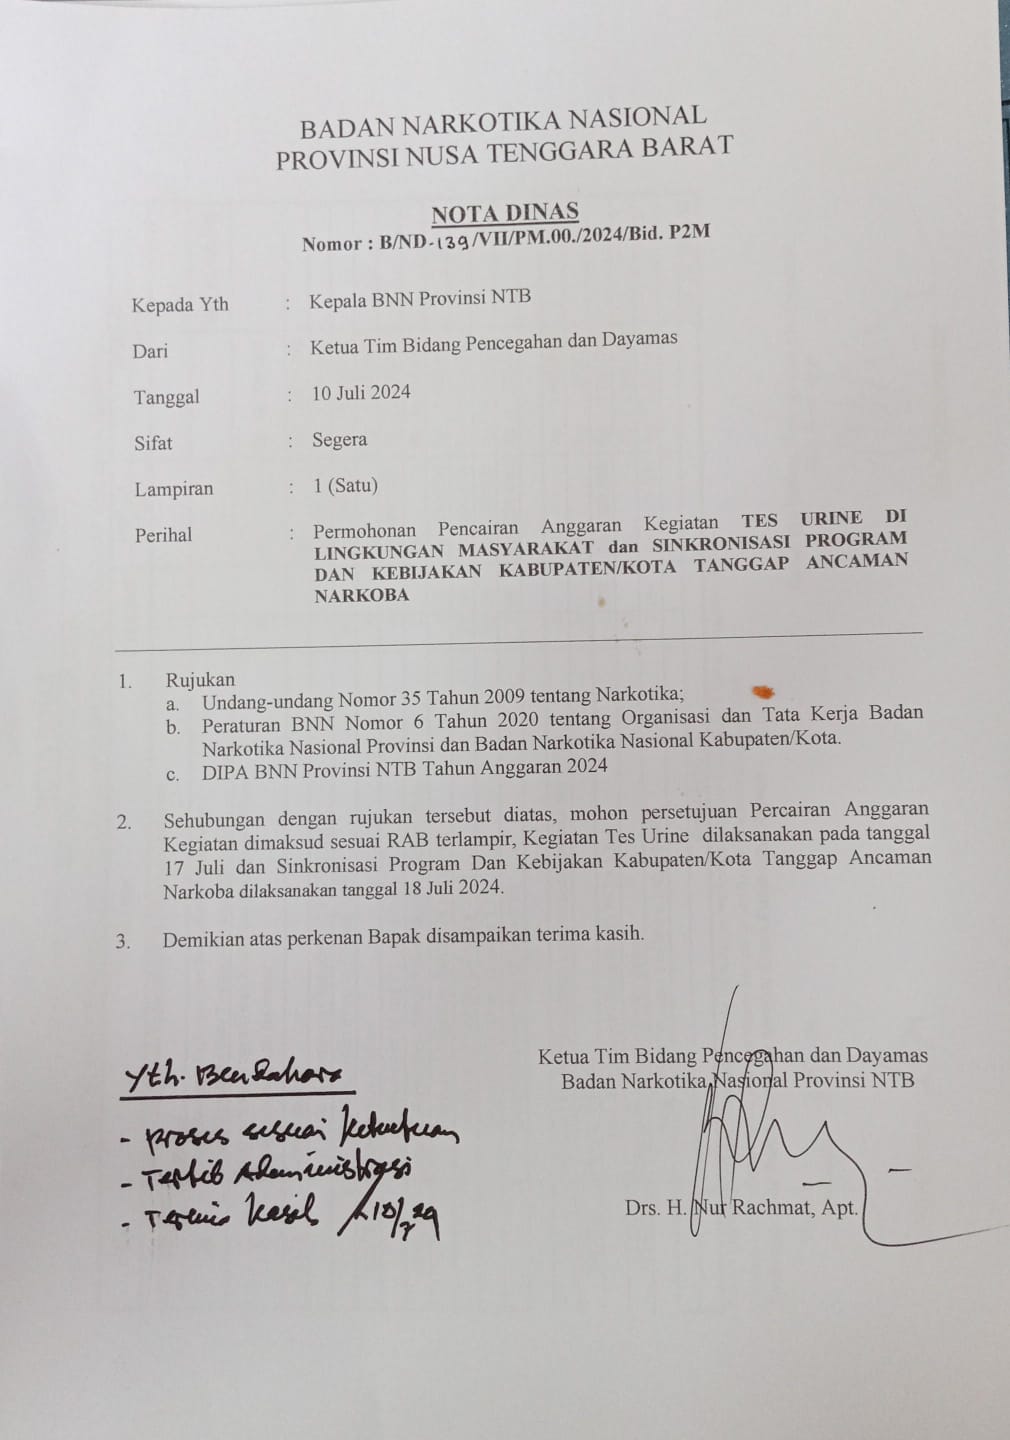 BADAN NARKOTIKA NASIONAL
PROVINSI NUSA TENGGARA BARAT
NOTA DINAS
Nomor : B/ND-139/VII/PM.00./2024/Bid. P2M
Kepada Yth : Kepala BNN Provinsi NTB
Dari : Ketua Tim Bidang Pencegahan dan Dayamas
Tanggal : 10 Juli 2024
Sifat : Segera
Lampiran : 1 (Satu)
Perihal : Permohonan Pencairan Anggaran Kegiatan TES URINE DI
LINGKUNGAN MASYARAKAT dan SINKRONISASI PROGRAM
DAN KEBIJAKAN KABUPATEN/KOTA TANGGAP ANCAMAN
NARKOBA
1. Rujukan
a. Undang-undang Nomor 35 Tahun 2009 tentang Narkotika;
b. Peraturan BNN Nomor 6 Tahun 2020 tentang Organisasi dan Tata Kerja Badan
Narkotika Nasional Provinsi dan Badan Narkotika Nasional Kabupaten/Kota.
c. DIPA BNN Provinsi NTB Tahun Anggaran 2024
2. Sehubungan dengan rujukan tersebut diatas, mohon persetujuan Percairan Anggaran
Kegiatan dimaksud sesuai RAB terlampir, Kegiatan Tes Urine dilaksanakan pada tanggal
17 Juli dan Sinkronisasi Program Dan Kebijakan Kabupaten/Kota Tanggap Ancaman
Narkoba dilaksanakan tanggal 18 Juli 2024.
3. Demikian atas perkenan Bapak disampaikan terima kasih.
Ketua Tim Bidang Pencegahan dan Dayamas
Badan Narkotika Nasional Provinsi NTB
Drs. H. Nur Rachmat, Apt.
Yth. Bendahara
- proses sesuai ketentuan
- Tertib Administrasi
- Terima kasih